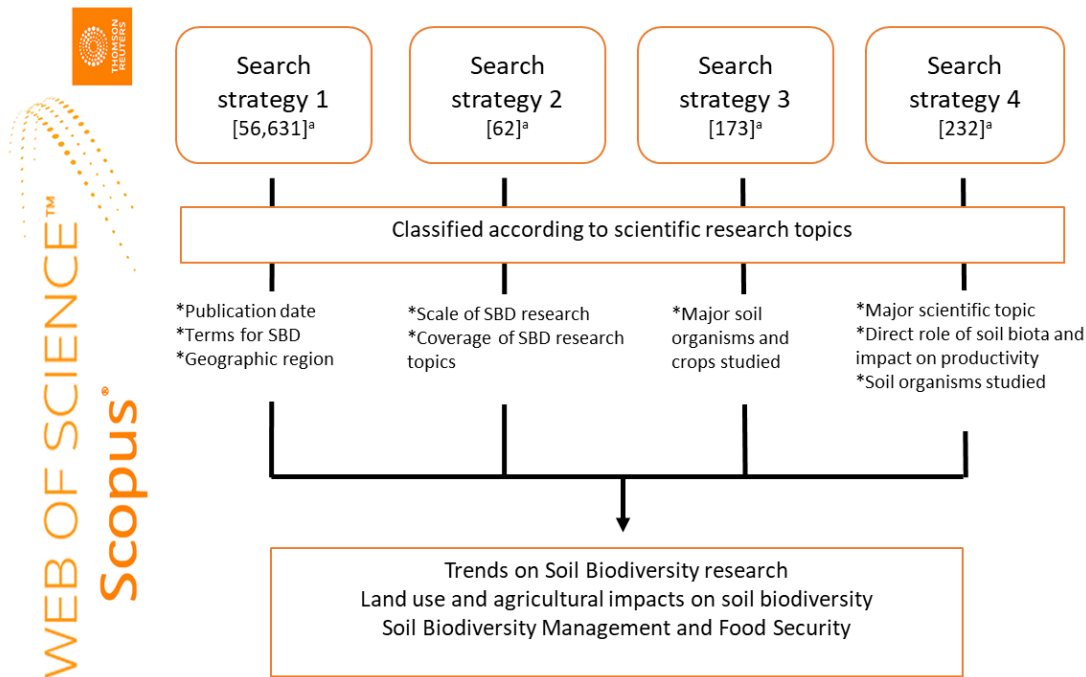 THOMSON
REUTERS
WEB OF SCIENCE™
Scopus®
Search
strategy 1
[56,631]ᵃ
Search
strategy 2
[62]ᵃ
Search
strategy 3
[173]ᵃ
Search
strategy 4
[232]ᵃ
Classified according to scientific research topics
*Publication date
*Terms for SBD
*Geographic region
*Scale of SBD research
*Coverage of SBD research
topics
*Major soil
organisms and
crops studied
*Major scientific topic
*Direct role of soil biota and
impact on productivity
*Soil organisms studied
Trends on Soil Biodiversity research
Land use and agricultural impacts on soil biodiversity
Soil Biodiversity Management and Food Security